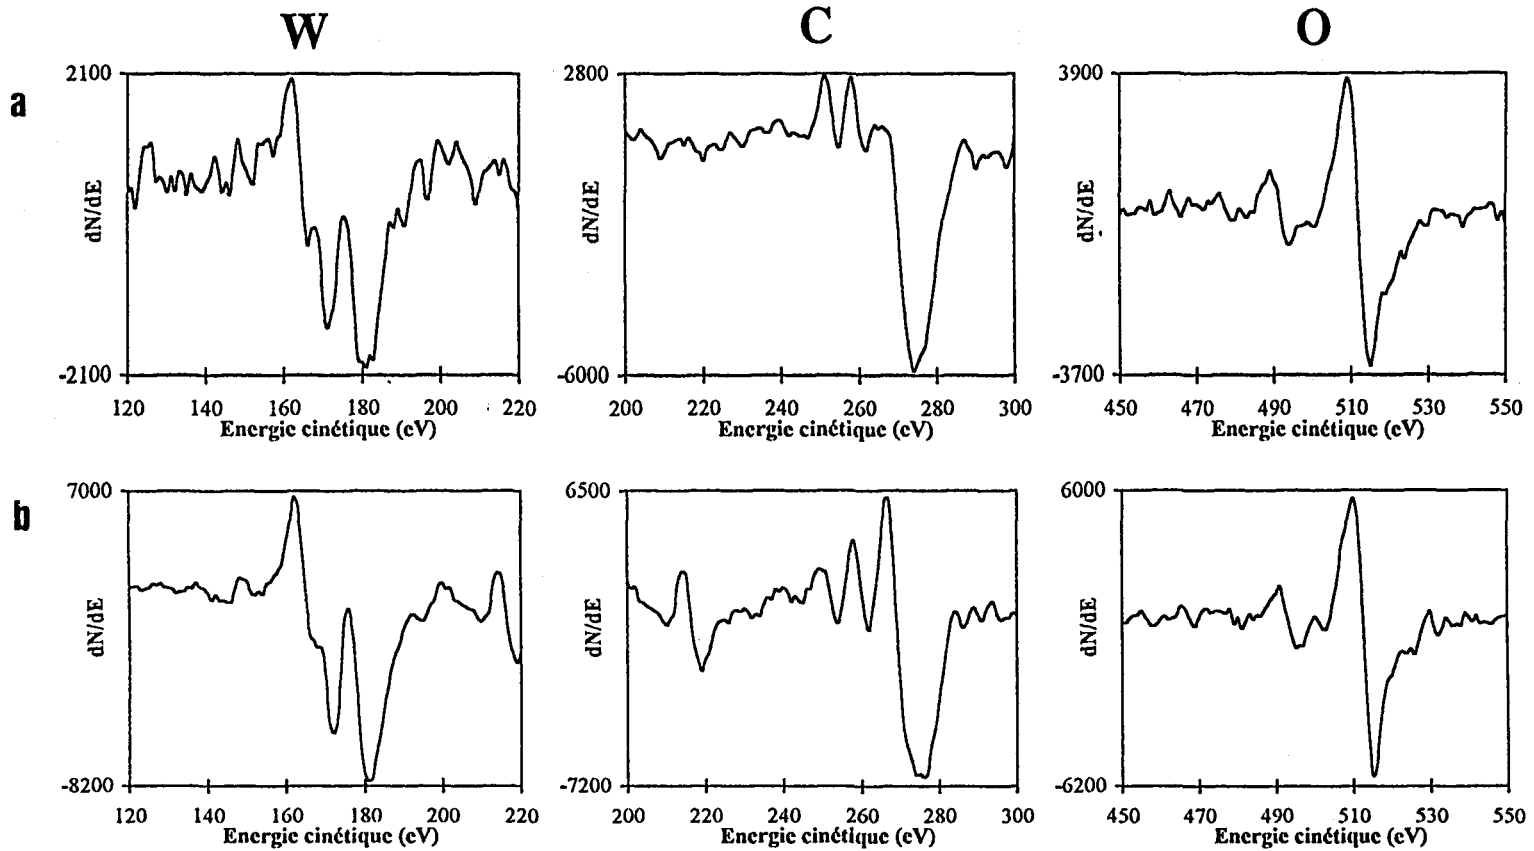 W C O
a
2100 2800 3900
dN/dE dN/dE dN/dE
-2100 -6000 -3700
120 140 160 180 200 220 200 220 240 260 280 300 450 470 490 510 530 550
Energie cinétique (eV) Energie cinétique (eV) Energie cinétique (eV)
b
7000 6500 6000
dN/dE dN/dE dN/dE
-8200 -7200 -6200
120 140 160 180 200 220 200 220 240 260 280 300 450 470 490 510 530 550
Energie cinétique (eV) Energie cinétique (eV) Energie cinétique (eV)